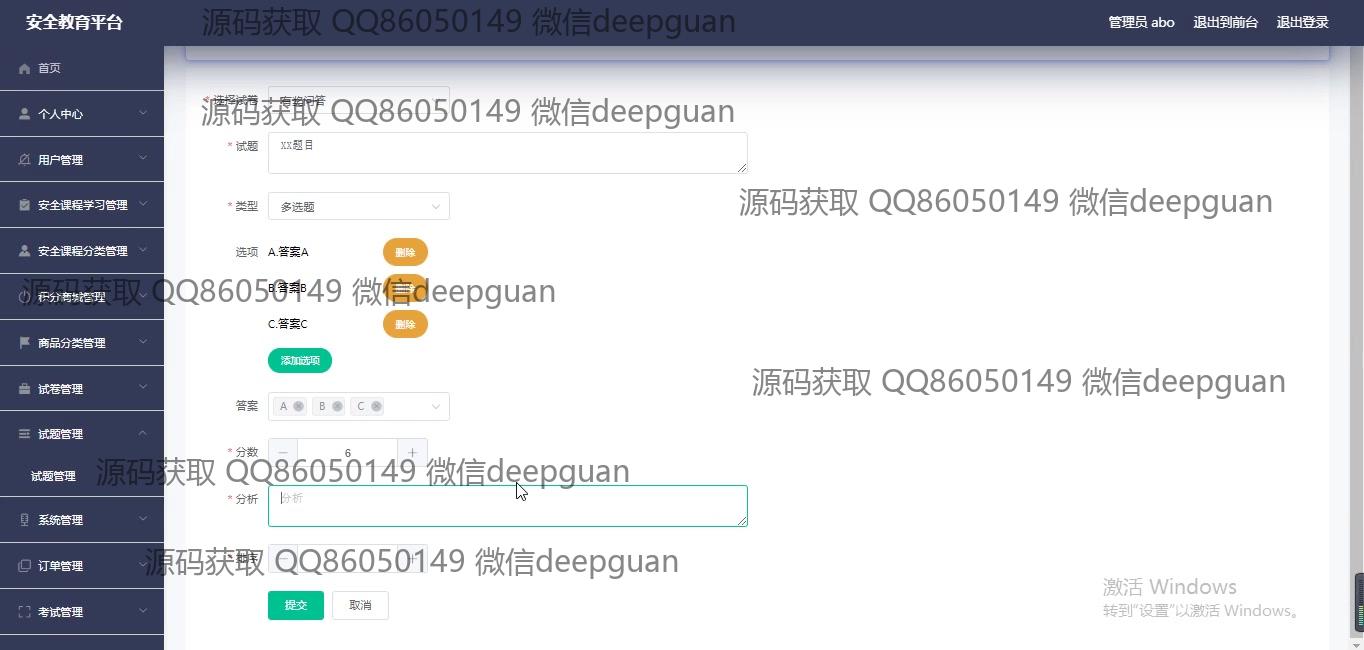 安全教育平台
源码获取 QQ86050149 微信deepguan
管理员 abo 退出到前台 退出登录
首页
* 选择试卷 有奖问答
源码获取 QQ86050149 微信deepguan
个人中心
* 试题 xx题目
用户管理
源码获取 QQ86050149 微信deepguan
安全课程学习管理
* 类型 多选题
安全课程分类管理
选项 A.答案A 删除
源码获取 QQ86050149 微信deepguan
积分商城管理
B.答案B 删除
C.答案C 删除
商品分类管理
添加选项
源码获取 QQ86050149 微信deepguan
试卷管理
答案 A B C
试题管理
* 分数 6
试题管理
源码获取 QQ86050149 微信deepguan
* 分析 分析
系统管理
订单管理
源码获取 QQ86050149 微信deepguan
激活 Windows
转到"设置"以激活 Windows。
考试管理
提交 取消